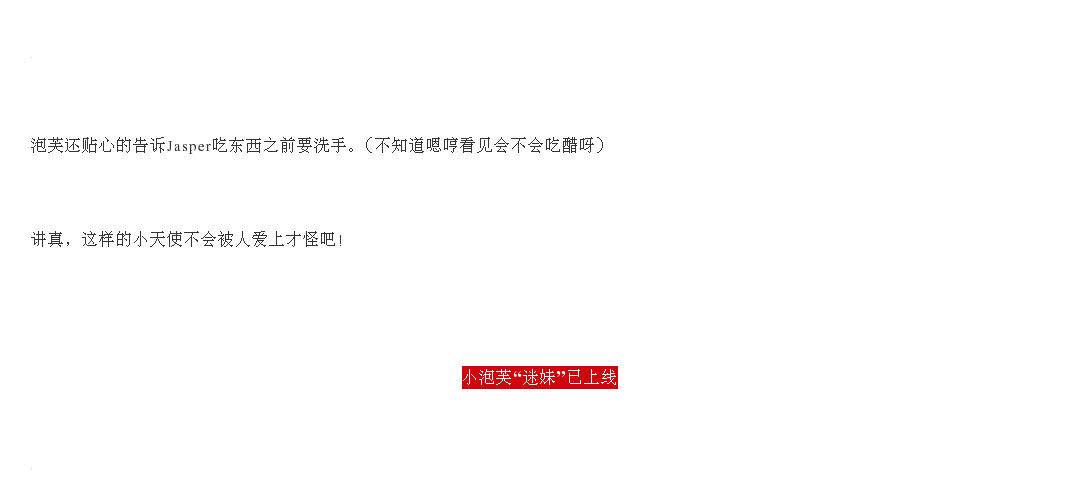 泡芙还贴心的告诉Jasper吃东西之前要洗手。（不知道嗯哼看见会不会吃醋呀）
讲真，这样的小天使不会被人爱上才怪吧！
小泡芙“迷妹”已上线